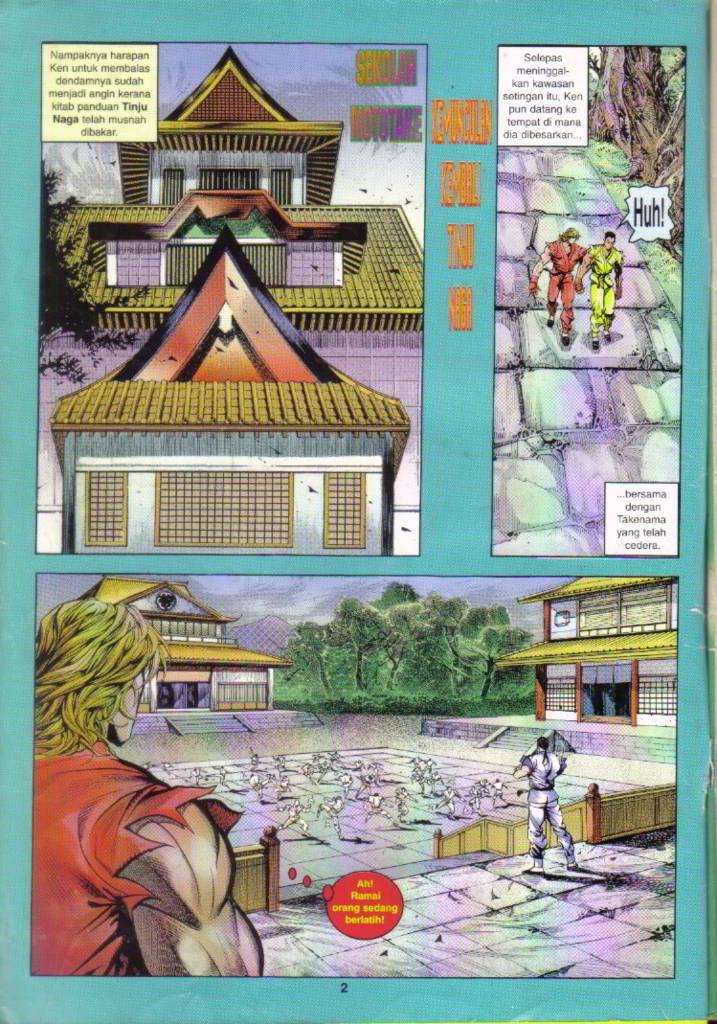 Nampaknya harapan
Ken untuk membalas
dendamnya sudah
menjadi angin kerana
kitab panduan Tinju
Naga telah musnah
dibakar.
SEKOLAH
MOTOTAKE
KEMUNCULAN
KEMBALI
TINJU
NAGA
Selepas
meninggal-
kan kawasan
setingan itu, Ken
pun datang ke
tempat di mana
dia dibesarkan...
Huh!
...bersama
dengan
Takenama
yang telah
cedera.
Ah!
Ramai
orang sedang
berlatih!
2